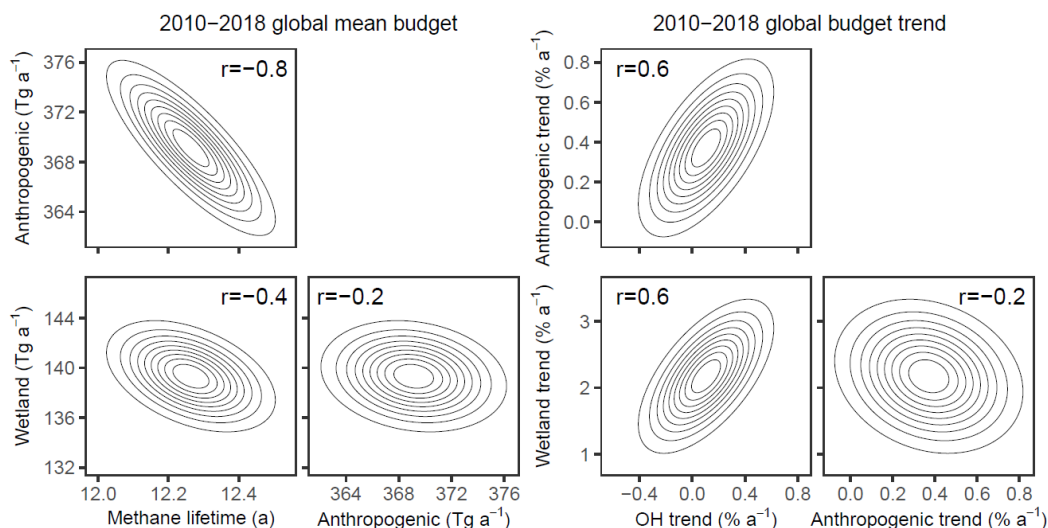 2010−2018 global mean budget
2010−2018 global budget trend
Anthropogenic (Tg a⁻¹)
376
372
368
364
r=−0.8
Anthropogenic trend (% a⁻¹)
0.8
0.6
0.4
0.2
0.0
r=0.6
Wetland (Tg a⁻¹)
144
140
136
132
r=−0.4
r=−0.2
Wetland trend (% a⁻¹)
3
2
1
r=0.6
r=−0.2
12.0 12.2 12.4
364 368 372 376
−0.4 0.0 0.4 0.8
0.0 0.2 0.4 0.6 0.8
Methane lifetime (a)
Anthropogenic (Tg a⁻¹)
OH trend (% a⁻¹)
Anthropogenic trend (% a⁻¹)